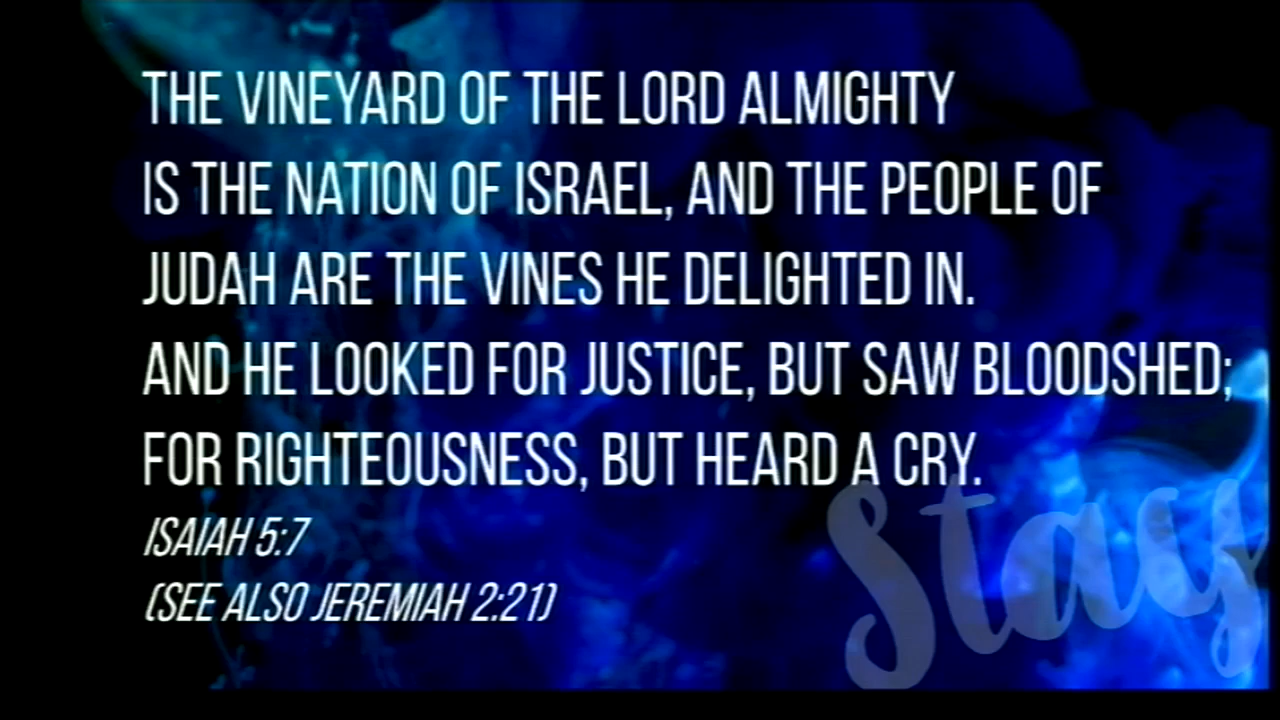 THE VINEYARD OF THE LORD ALMIGHTY
IS THE NATION OF ISRAEL, AND THE PEOPLE OF
JUDAH ARE THE VINES HE DELIGHTED IN.
AND HE LOOKED FOR JUSTICE, BUT SAW BLOODSHED;
FOR RIGHTEOUSNESS, BUT HEARD A CRY.
ISAIAH 5:7
(SEE ALSO JEREMIAH 2:21)
Stay